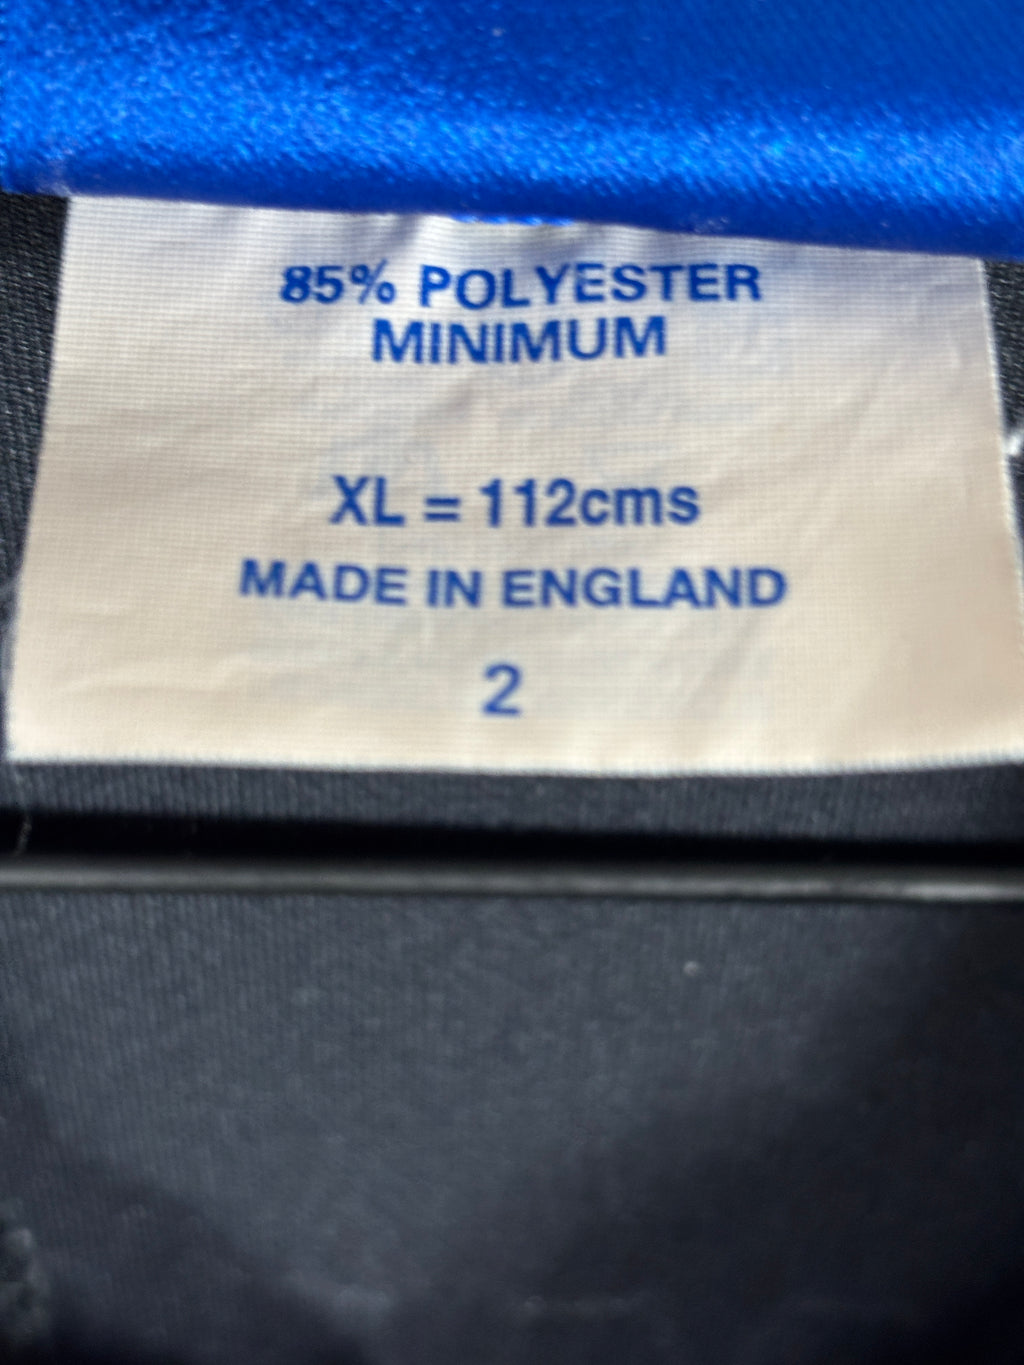 85% POLYESTER
MINIMUM
XL = 112cms
MADE IN ENGLAND
2